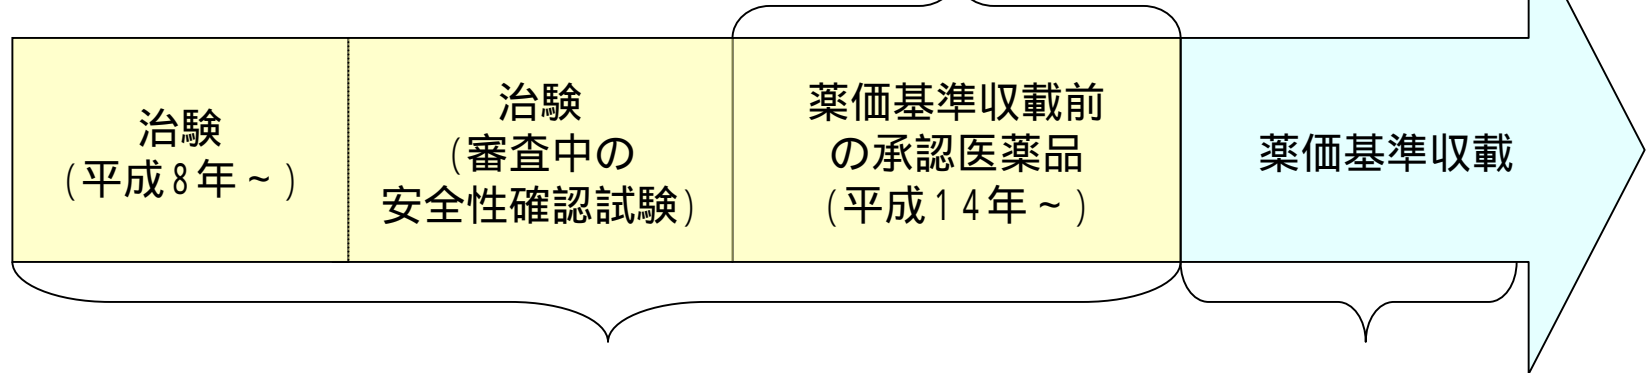 治験
(平成8年~)
治験
(審査中の
安全性確認試験)
薬価基準収載前
の承認医薬品
(平成14年~)
薬価基準収載